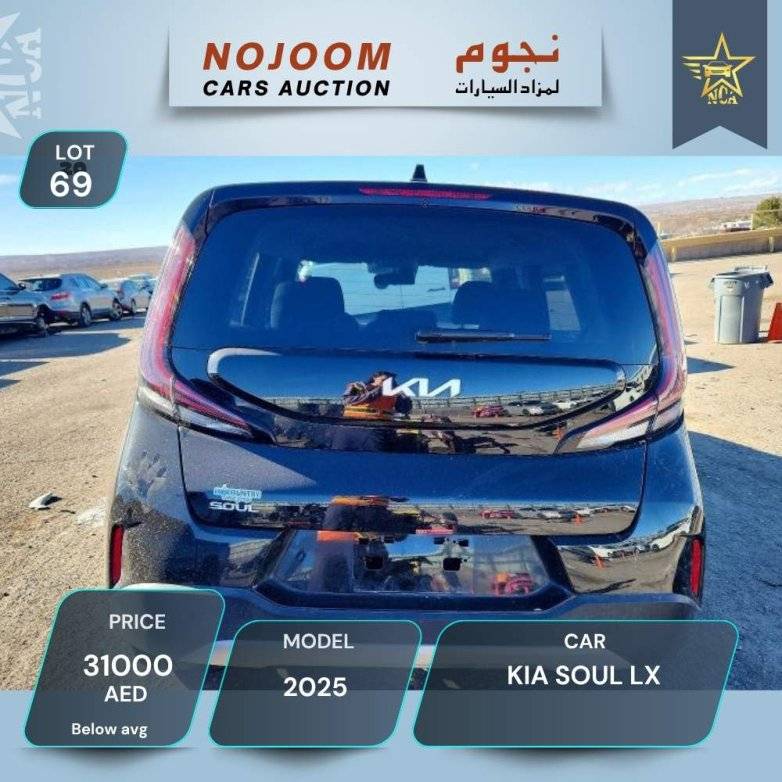 NOJOOM
CARS AUCTION
نجوم
لمزاد السيارات
NCA
NCA
LOT
69
KIA
SOUL
PRICE
31000
AED
Below avg
MODEL
2025
CAR
KIA SOUL LX